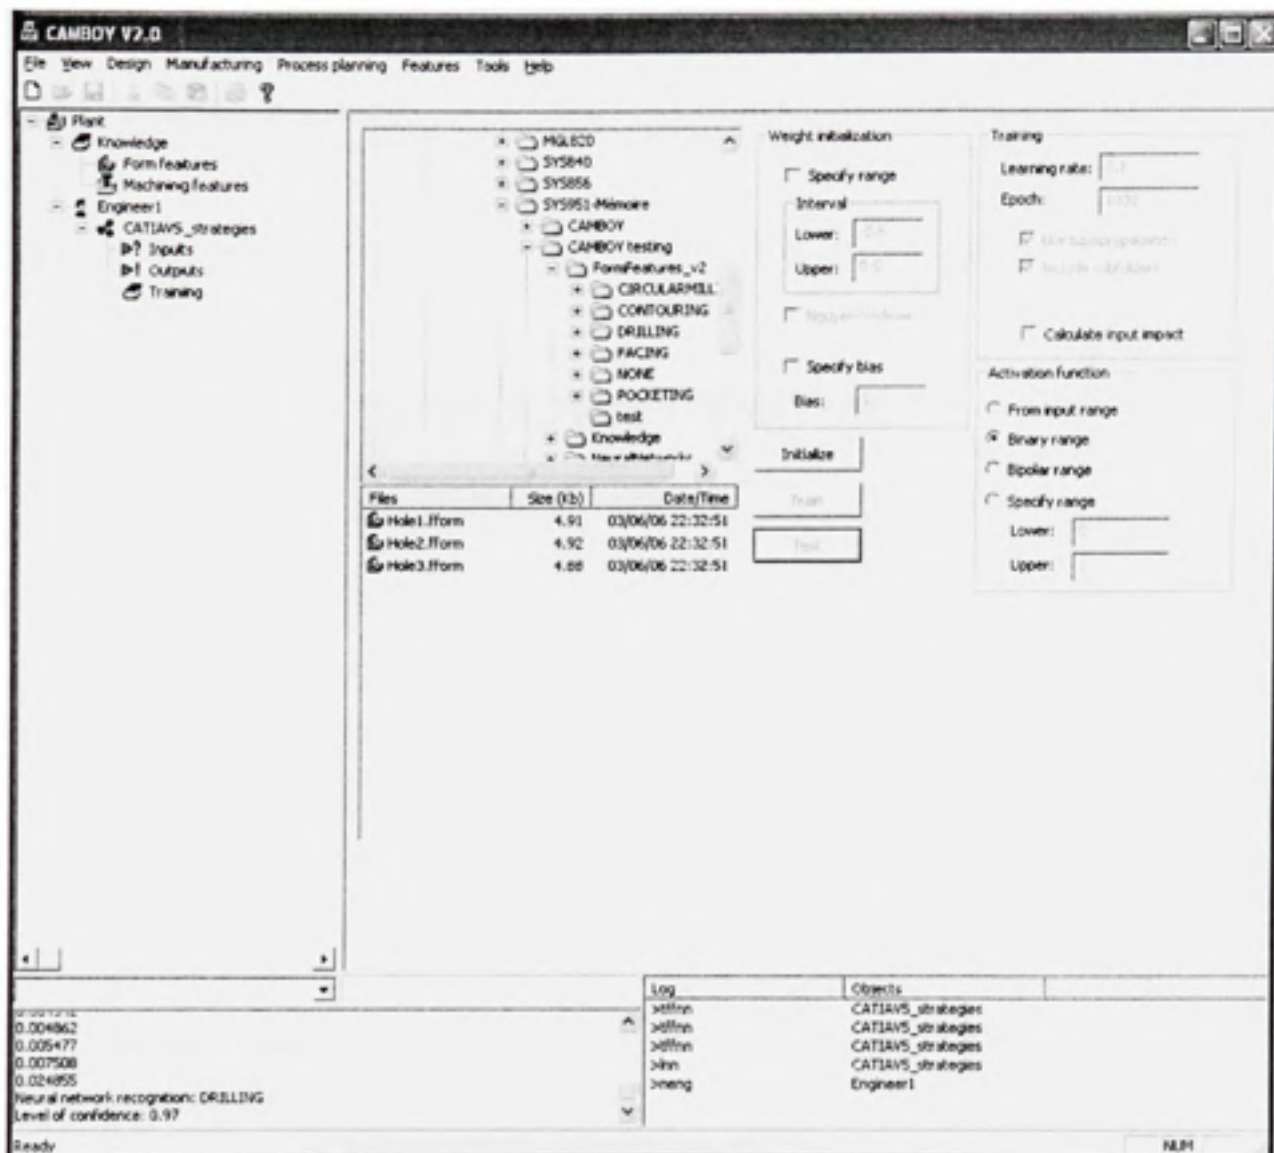 CAMBOY V2.0
File View Design Manufacturing Process planning Features Tools Help
Plant
Knowledge
Form features
Machining features
Engineer1
CATIAV5_strategies
Inputs
Outputs
Training
MGL820
SYS840
SYS856
SYS951-Mémoire
CAMBOY
CAMBOY testing
FormFeatures_v2
CIRCULARMILL
CONTOURING
DRILLING
FACING
NONE
POCKETING
test
Knowledge
Files Size (Kb) Date/Time
Hole1.fform 4.91 03/06/06 22:32:51
Hole2.fform 4.92 03/06/06 22:32:51
Hole3.fform 4.88 03/06/06 22:32:51
Weight initialization
Specify range
Interval
Lower:
Upper:
Specify bias
Bias:
Initialize
Train
Test
Training
Learning rate:
Epoch:
Use backpropagation
Include subfolders
Calculate input impact
Activation function
From input range
Binary range
Bipolar range
Specify range
Lower:
Upper:
0.004862
0.005477
0.007508
0.024855
Neural network recognition: DRILLING
Level of confidence: 0.97
Log Objects
>tffnn CATIAV5_strategies
>tffnn CATIAV5_strategies
>tffnn CATIAV5_strategies
>inn CATIAV5_strategies
>neng Engineer1
Ready
NUM